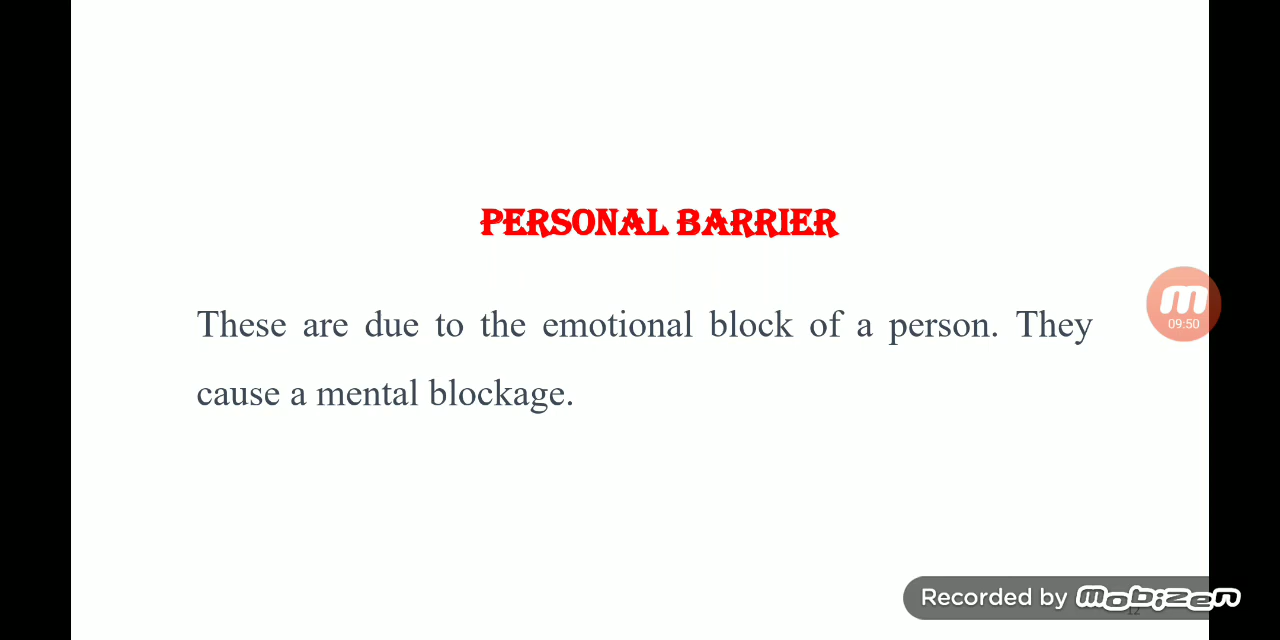 PERSONAL BARRIER
These are due to the emotional block of a person. They
cause a mental blockage.
09:50
Recorded by Mobizen
12